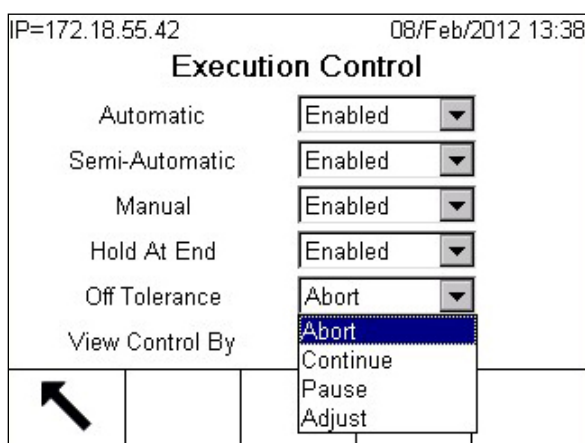 IP=172.18.55.42 08/Feb/2012 13:38
Execution Control
Automatic Enabled
Semi-Automatic Enabled
Manual Enabled
Hold At End Enabled
Off Tolerance Abort
View Control By
Abort
Continue
Pause
Adjust